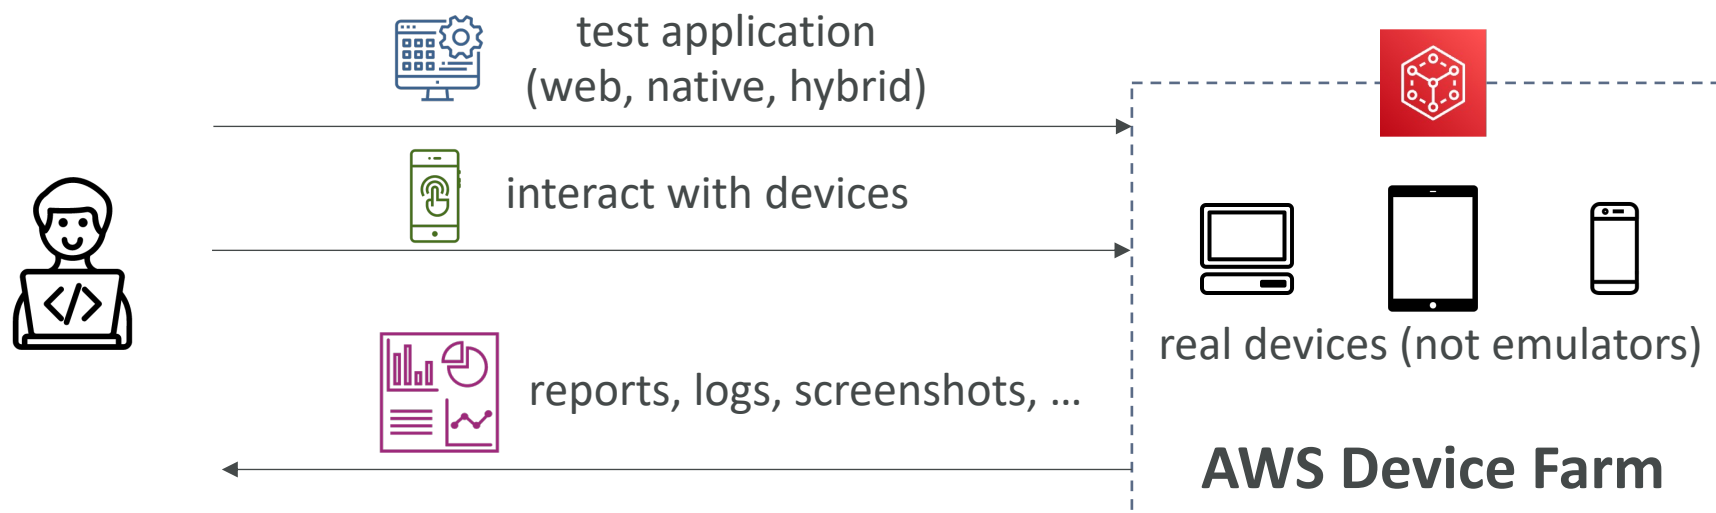 test application
(web, native, hybrid)
interact with devices
</>
real devices (not emulators)
reports, logs, screenshots, ...
AWS Device Farm